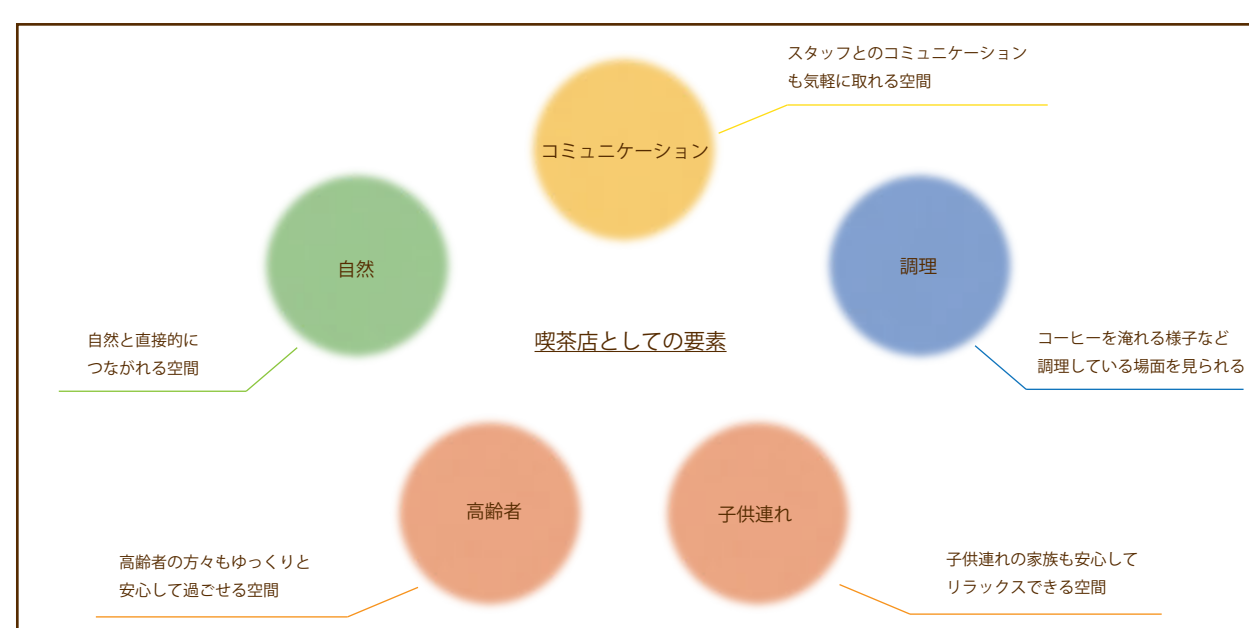 スタッフとのコミュニケーション
も気軽に取れる空間
コミュニケーション
自然
調理
自然と直接的に
つながれる空間
喫茶店としての要素
コーヒーを淹れる様子など
調理している場面を見られる
高齢者
子供連れ
高齢者の方々もゆっくりと
安心して過ごせる空間
子供連れの家族も安心して
リラックスできる空間